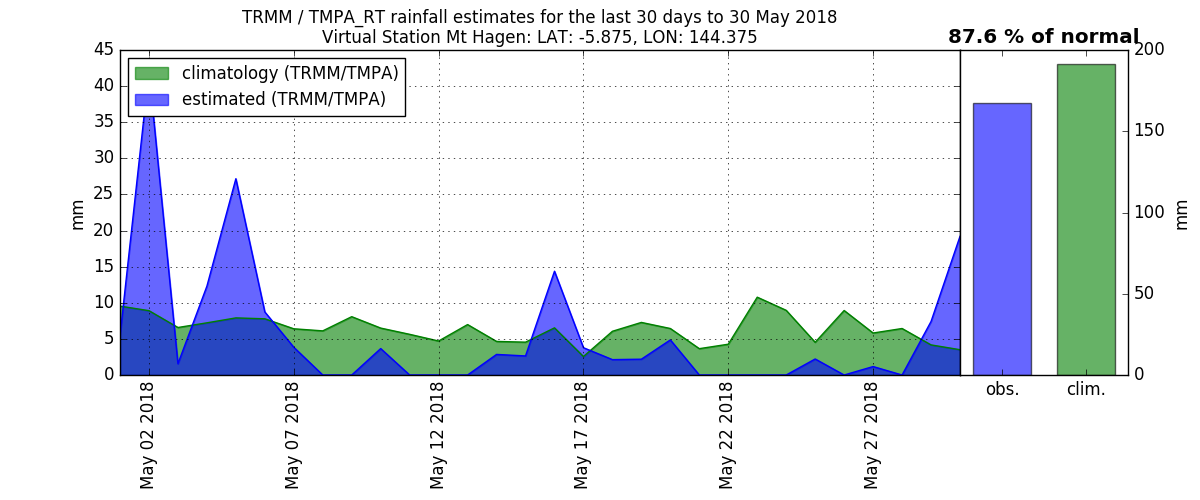 TRMM / TMPA_RT rainfall estimates for the last 30 days to 30 May 2018
Virtual Station Mt Hagen: LAT: -5.875, LON: 144.375
87.6 % of normal
climatology (TRMM/TMPA)
estimated (TRMM/TMPA)
45
40
35
30
25
20
15
10
5
0
mm
May 02 2018
May 07 2018
May 12 2018
May 17 2018
May 22 2018
May 27 2018
obs.
clim.
200
150
100
50
0
mm